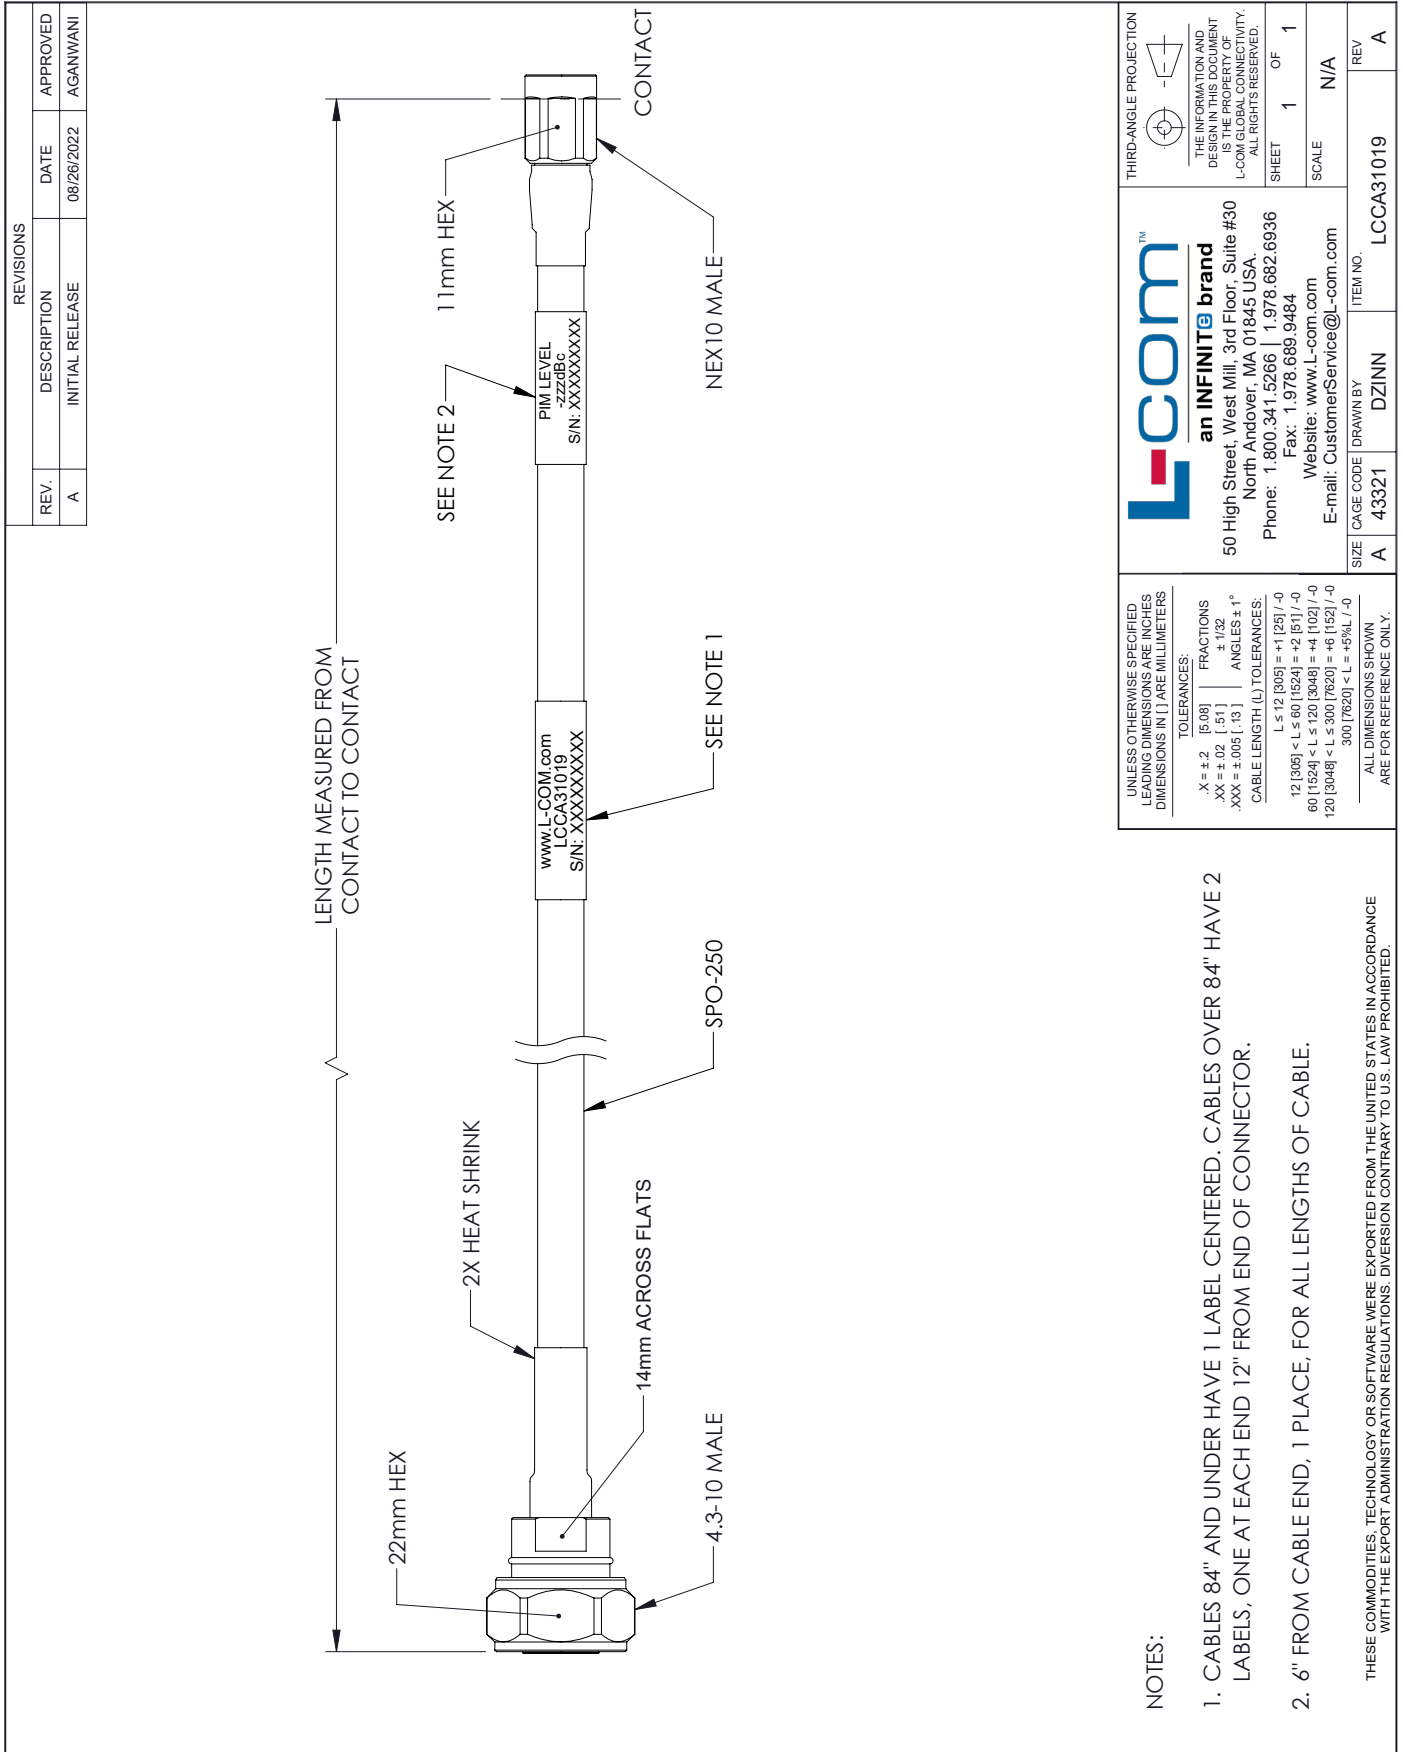 REVISIONS
REV.
DESCRIPTION
DATE
APPROVED
A
INITIAL RELEASE
08/26/2022
AGANWANI
LENGTH MEASURED FROM
CONTACT TO CONTACT
22mm HEX
2X HEAT SHRINK
SEE NOTE 2
11mm HEX
CONTACT
www.L-COM.com
LCCA31019
S/N: XXXXXXXXX
PIM LEVEL
-zzzdBc
S/N: XXXXXXXXX
14mm ACROSS FLATS
4.3-10 MALE
SPO-250
SEE NOTE 1
NEX10 MALE
NOTES:
1. CABLES 84" AND UNDER HAVE 1 LABEL CENTERED. CABLES OVER 84" HAVE 2
LABELS, ONE AT EACH END 12" FROM END OF CONNECTOR.
2. 6" FROM CABLE END, 1 PLACE, FOR ALL LENGTHS OF CABLE.
THESE COMMODITIES, TECHNOLOGY OR SOFTWARE WERE EXPORTED FROM THE UNITED STATES IN ACCORDANCE
WITH THE EXPORT ADMINISTRATION REGULATIONS. DIVERSION CONTRARY TO U.S. LAW PROHIBITED.
UNLESS OTHERWISE SPECIFIED
LEADING DIMENSIONS ARE INCHES
DIMENSIONS IN [ ] ARE MILLIMETERS
TOLERANCES:
.X = ± .2 [5.08] FRACTIONS
.XX = ± .02 [.51] ± 1/32
.XXX = ± .005 [.13] ANGLES ± 1°
CABLE LENGTH (L) TOLERANCES:
L ≤ 12 [305] = +1 [25] / -0
12 [305] < L ≤ 60 [1524] = +2 [51] / -0
60 [1524] < L ≤ 120 [3048] = +4 [102] / -0
120 [3048] < L ≤ 300 [7620] = +6 [152] / -0
300 [7620] < L = +5%L / -0
ALL DIMENSIONS SHOWN
ARE FOR REFERENCE ONLY.
L-com TM
an INFINITe brand
50 High Street, West Mill, 3rd Floor, Suite #30
North Andover, MA 01845 USA.
Phone: 1.800.341.5266 | 1.978.682.6936
Fax: 1.978.689.9484
Website: www.L-com.com
E-mail: CustomerService@L-com.com
THIRD-ANGLE PROJECTION
THE INFORMATION AND
DESIGN IN THIS DOCUMENT
IS THE PROPERTY OF
L-COM GLOBAL CONNECTIVITY.
ALL RIGHTS RESERVED.
SHEET 1 OF 1
SCALE
N/A
SIZE
A
CAGE CODE
43321
DRAWN BY
DZINN
ITEM NO.
LCCA31019
REV
A